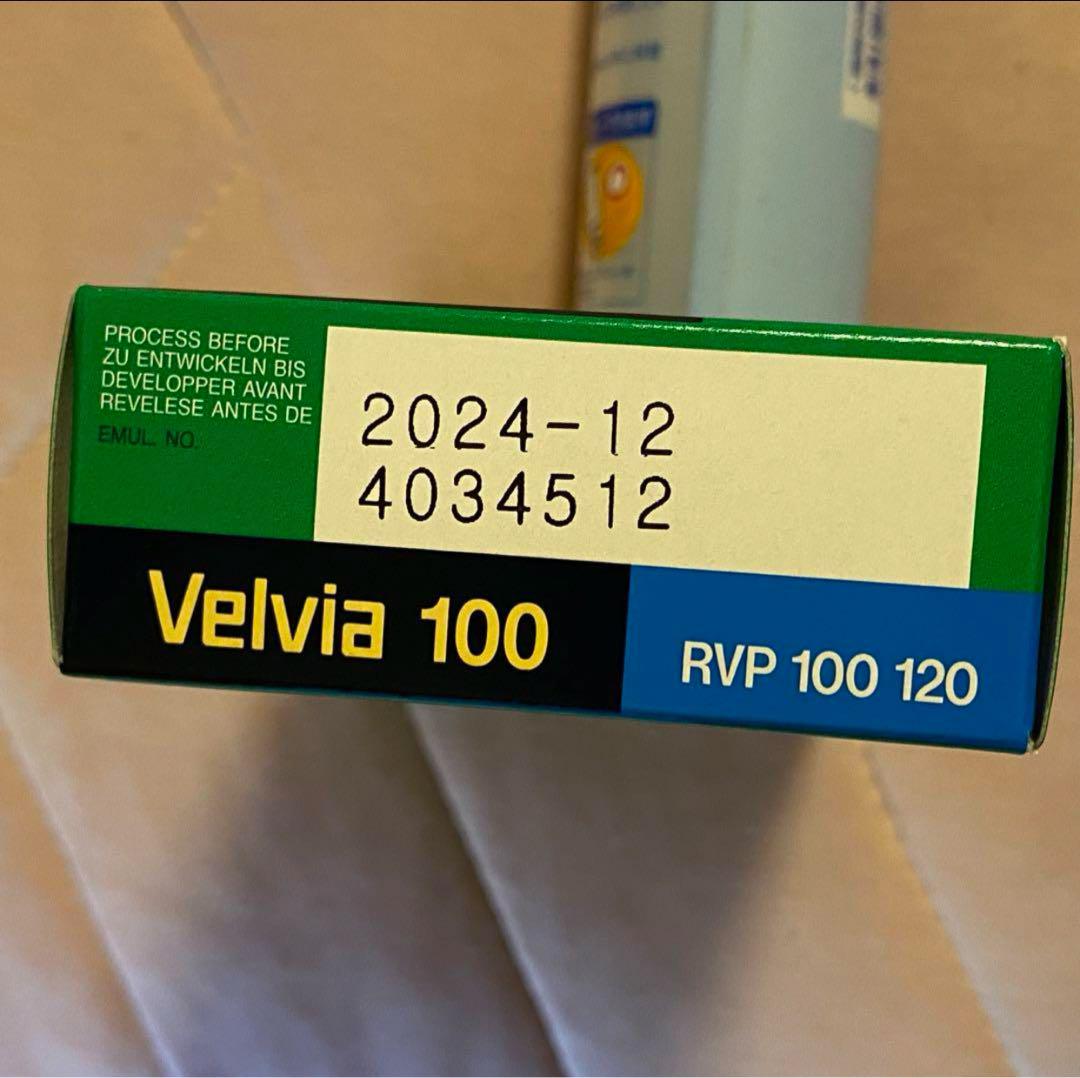 PROCESS BEFORE
ZU ENTWICKELN BIS
DEVELOPPER AVANT
REVELESE ANTES DE
EMUL. NO.
2024-12
4034512
Velvia 100
RVP 100 120